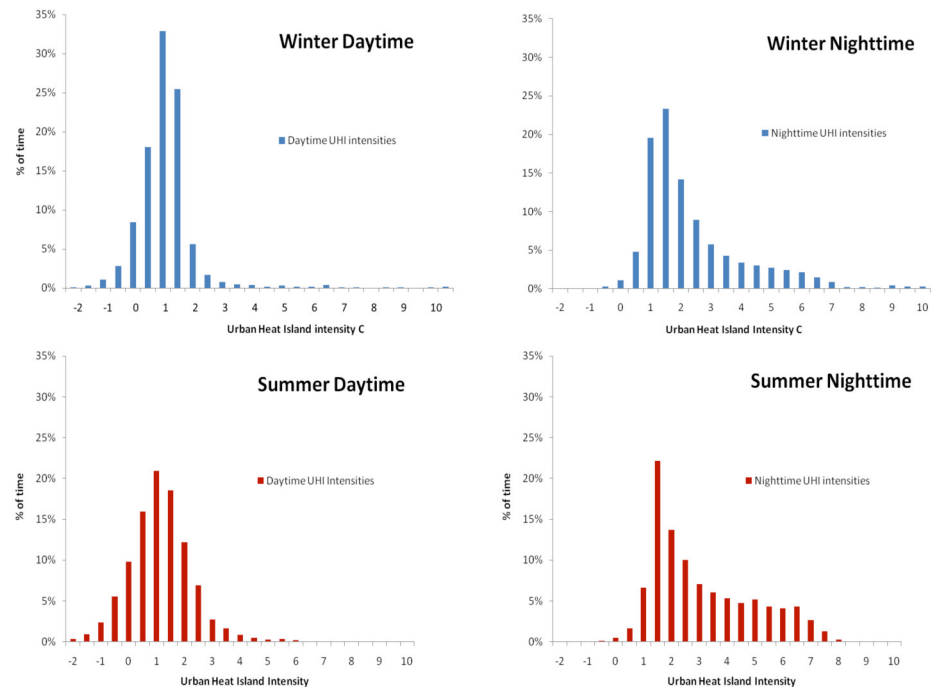 Winter Daytime
35%
30%
25%
20%
15%
10%
5%
0%
% of time
Daytime UHI intensities
-2 -1 0 1 2 3 4 5 6 7 8 9 10
Urban Heat Island intensity C
Winter Nighttime
35%
30%
25%
20%
15%
10%
5%
0%
% of time
Nighttime UHI intensities
-2 -1 0 1 2 3 4 5 6 7 8 9 10
Urban Heat Island Intensity C
Summer Daytime
35%
30%
25%
20%
15%
10%
5%
0%
% of time
Daytime UHI Intensities
-2 -1 0 1 2 3 4 5 6 7 8 9 10
Urban Heat Island Intensity
Summer Nighttime
35%
30%
25%
20%
15%
10%
5%
0%
% of time
Nighttime UHI intensities
-2 -1 0 1 2 3 4 5 6 7 8 9 10
Urban Heat Island Intensity